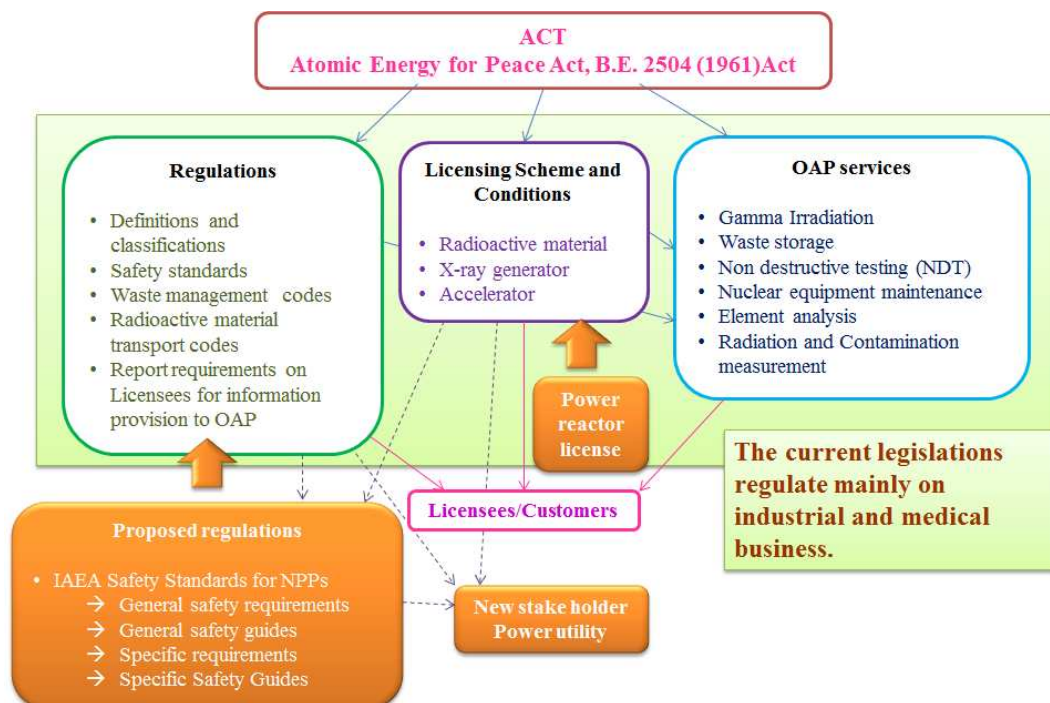 ACT
Atomic Energy for Peace Act, B.E. 2504 (1961)Act
Regulations
• Definitions and
classifications
• Safety standards
• Waste management codes
• Radioactive material
transport codes
• Report requirements on
Licensees for information
provision to OAP
Licensing Scheme and
Conditions
• Radioactive material
• X-ray generator
• Accelerator
OAP services
• Gamma Irradiation
• Waste storage
• Non destructive testing (NDT)
• Nuclear equipment maintenance
• Element analysis
• Radiation and Contamination
measurement
Power
reactor
license
The current legislations
regulate mainly on
industrial and medical
business.
Licensees/Customers
Proposed regulations
• IAEA Safety Standards for NPPs
→ General safety requirements
→ General safety guides
→ Specific requirements
→ Specific Safety Guides
New stake holder
Power utility